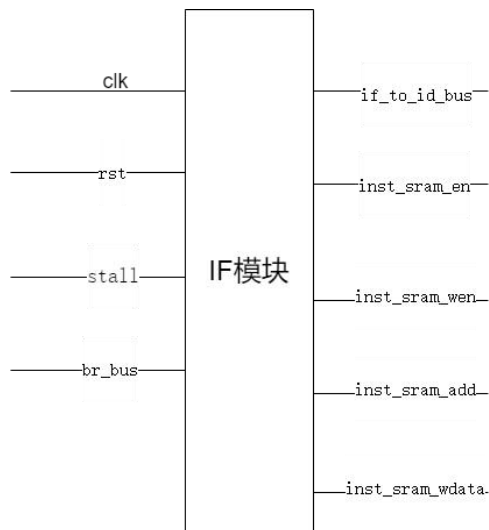 clk
rst
stall
br_bus
IF模块
if_to_id_bus
inst_sram_en
inst_sram_wen
inst_sram_add
inst_sram_wdata